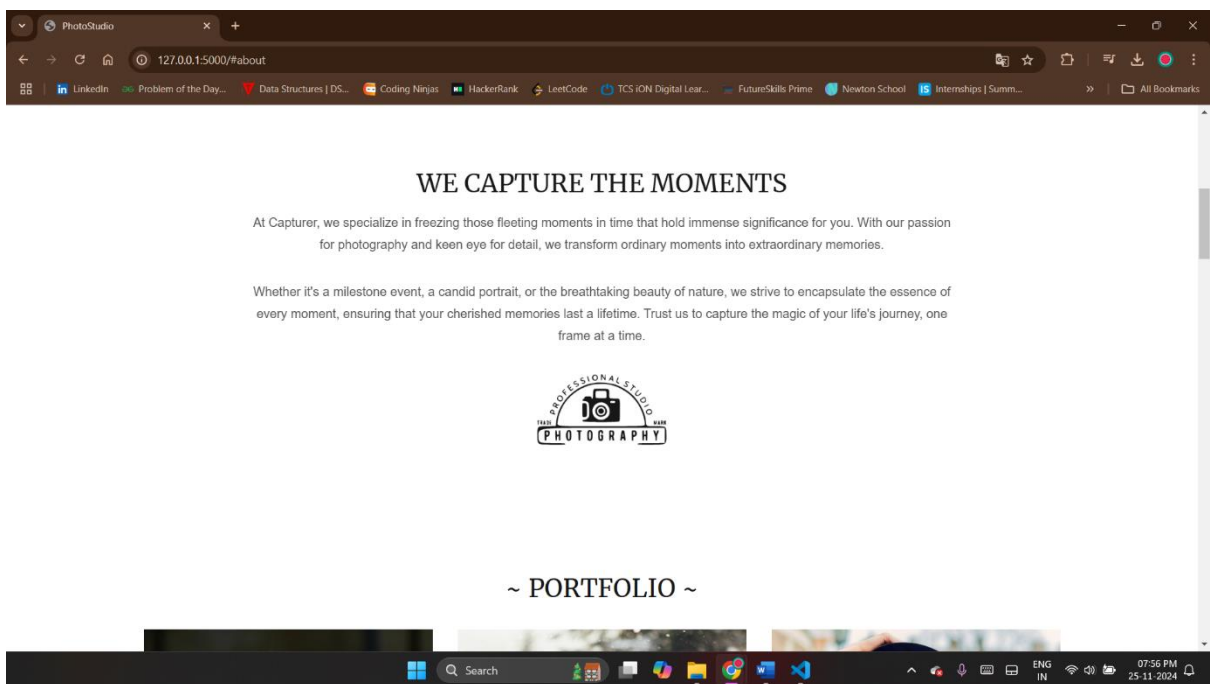 PhotoStudio
127.0.0.1:5000/#about
LinkedIn Problem of the Day... Data Structures | DS... Coding Ninjas HackerRank LeetCode TCS iON Digital Lear... FutureSkills Prime Newton School Internships | Summ... » All Bookmarks
WE CAPTURE THE MOMENTS
At Capturer, we specialize in freezing those fleeting moments in time that hold immense significance for you. With our passion
for photography and keen eye for detail, we transform ordinary moments into extraordinary memories.
Whether it's a milestone event, a candid portrait, or the breathtaking beauty of nature, we strive to encapsulate the essence of
every moment, ensuring that your cherished memories last a lifetime. Trust us to capture the magic of your life's journey, one
frame at a time.
PROFESSIONAL STUDIO
TRADE MARK
PHOTOGRAPHY
~ PORTFOLIO ~
Search
ENG
IN
07:56 PM
25-11-2024